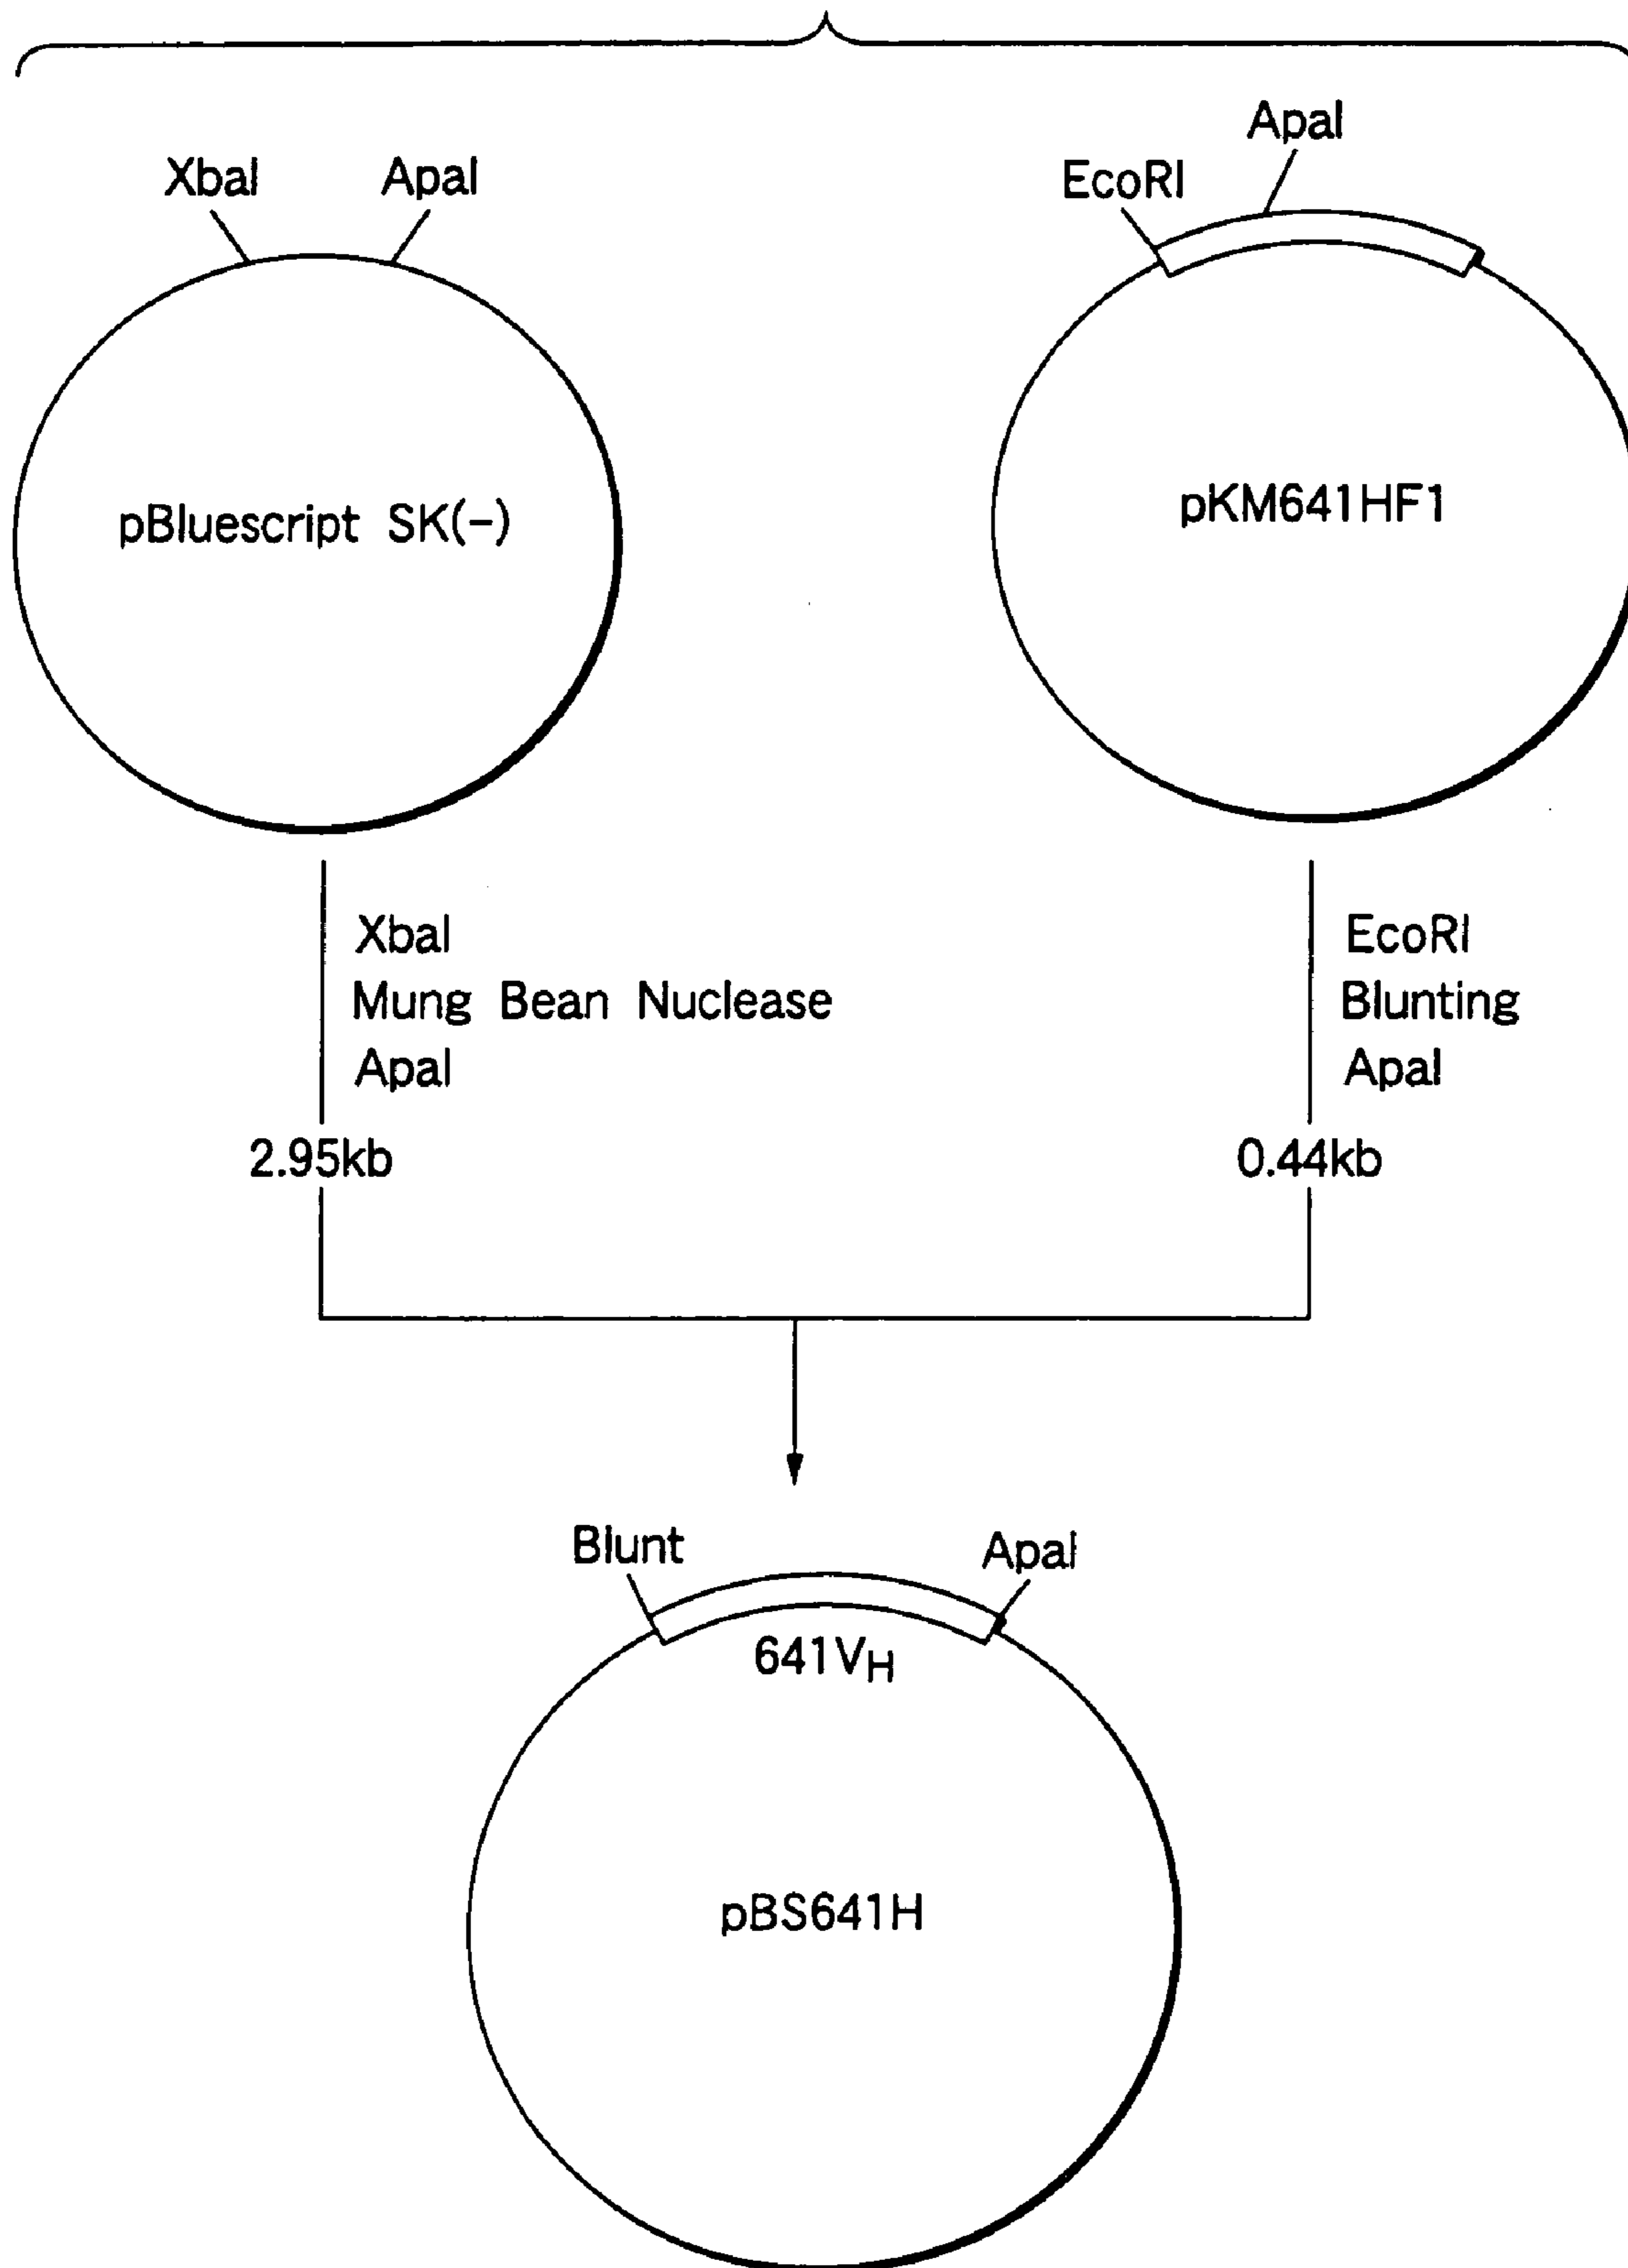 XbaI
ApaI
EcoRI
ApaI
pBluescript SK(-)
pKM641HF1
XbaI
Mung Bean Nuclease
ApaI
2.95kb
EcoRI
Blunting
ApaI
0.44kb
Blunt
ApaI
641VH
pBS641H